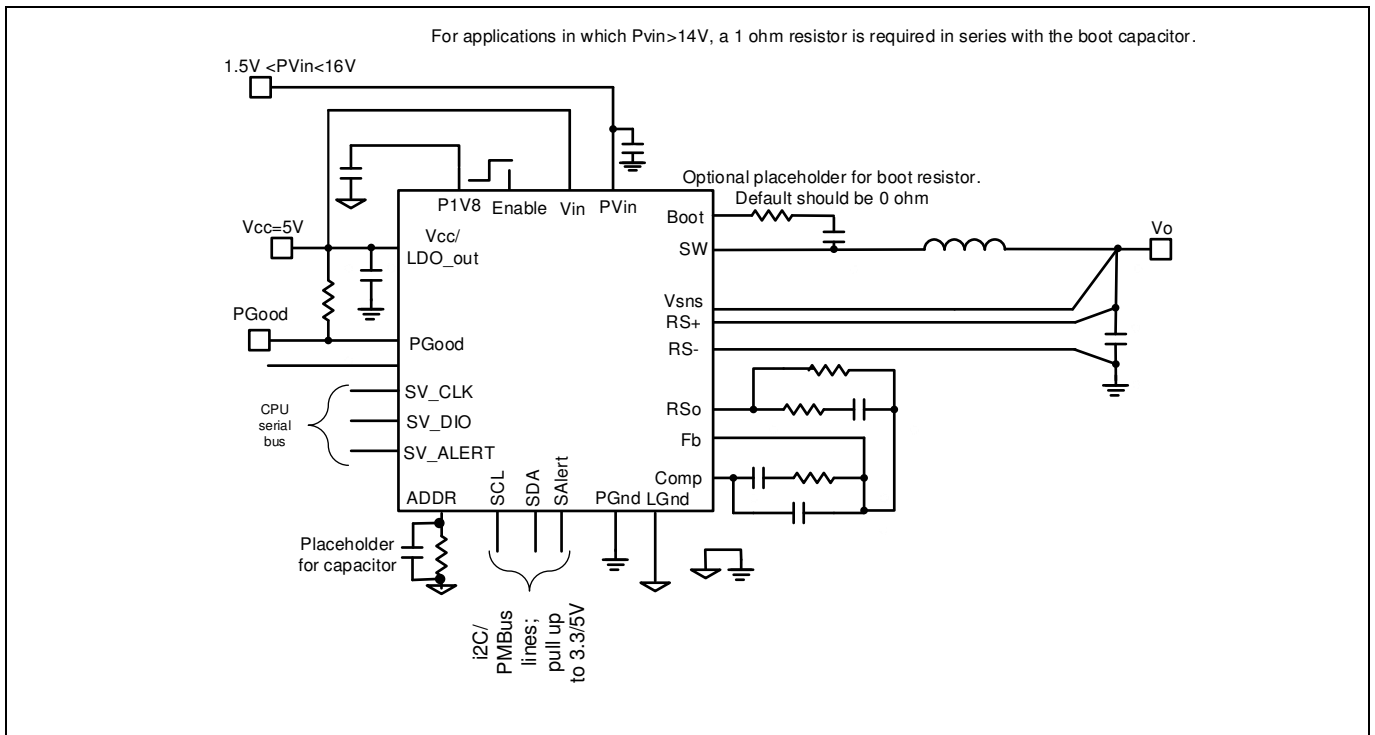 For applications in which Pvin>14V, a 1 ohm resistor is required in series with the boot capacitor.
1.5V <PVin<16V
Optional placeholder for boot resistor.
Default should be 0 ohm
P1V8
Enable
Vin
PVin
Boot
Vcc=5V
Vcc/
LDO_out
SW
Vo
Vsns
RS+
RS-
PGood
PGood
CPU
serial
bus
SV_CLK
SV_DIO
SV_ALERT
RSo
Fb
Comp
ADDR
SCL
SDA
SAlert
PGnd
LGnd
Placeholder
for capacitor
i2C/
PMBus
lines;
pull up
to 3.3/5V